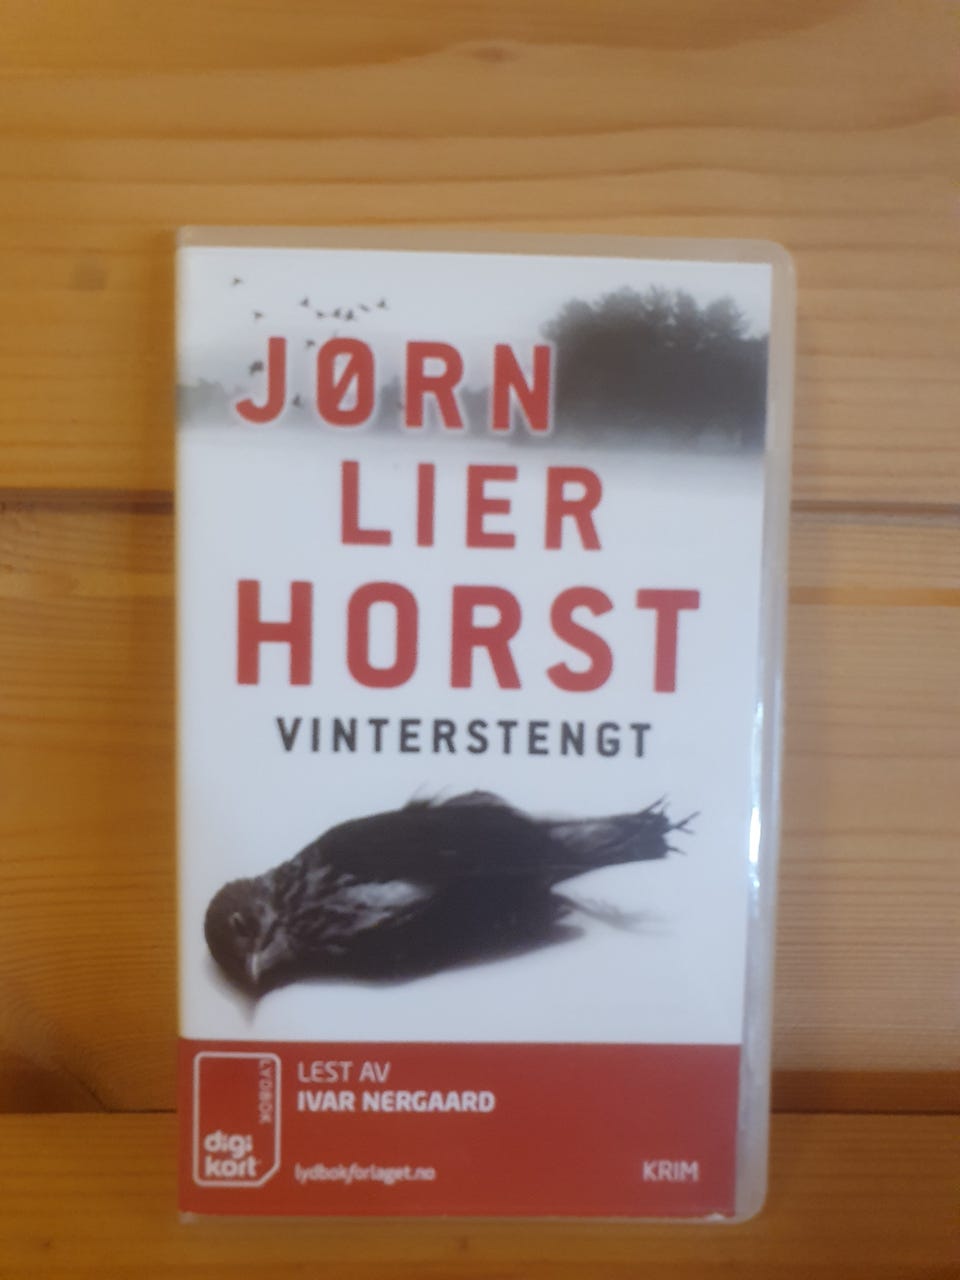 JØRN
LIER
HORST
VINTERSTENGT
LYDBOK
digi
kort
LEST AV
IVAR NERGAARD
lydbokforlaget.no
KRIM